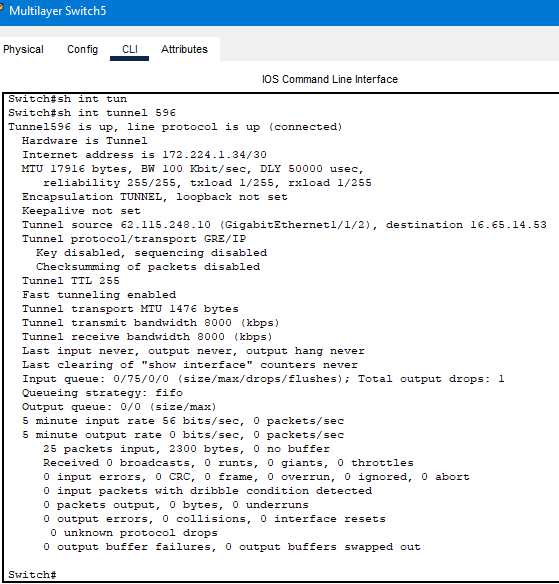 Multilayer Switch5
Physical Config CLI Attributes
IOS Command Line Interface
Switch#sh int tun
Switch#sh int tunnel 596
Tunnel596 is up, line protocol is up (connected)
Hardware is Tunnel
Internet address is 172.224.1.34/30
MTU 17916 bytes, BW 100 Kbit/sec, DLY 50000 usec,
reliability 255/255, txload 1/255, rxload 1/255
Encapsulation TUNNEL, loopback not set
Keepalive not set
Tunnel source 62.115.248.10 (GigabitEthernet1/1/2), destination 16.65.14.53
Tunnel protocol/transport GRE/IP
Key disabled, sequencing disabled
Checksumming of packets disabled
Tunnel TTL 255
Fast tunneling enabled
Tunnel transport MTU 1476 bytes
Tunnel transmit bandwidth 8000 (kbps)
Tunnel receive bandwidth 8000 (kbps)
Last input never, output never, output hang never
Last clearing of "show interface" counters never
Input queue: 0/75/0/0 (size/max/drops/flushes); Total output drops: 1
Queueing strategy: fifo
Output queue: 0/0 (size/max)
5 minute input rate 56 bits/sec, 0 packets/sec
5 minute output rate 0 bits/sec, 0 packets/sec
25 packets input, 2300 bytes, 0 no buffer
Received 0 broadcasts, 0 runts, 0 giants, 0 throttles
0 input errors, 0 CRC, 0 frame, 0 overrun, 0 ignored, 0 abort
0 input packets with dribble condition detected
0 packets output, 0 bytes, 0 underruns
0 output errors, 0 collisions, 0 interface resets
0 unknown protocol drops
0 output buffer failures, 0 output buffers swapped out
Switch#